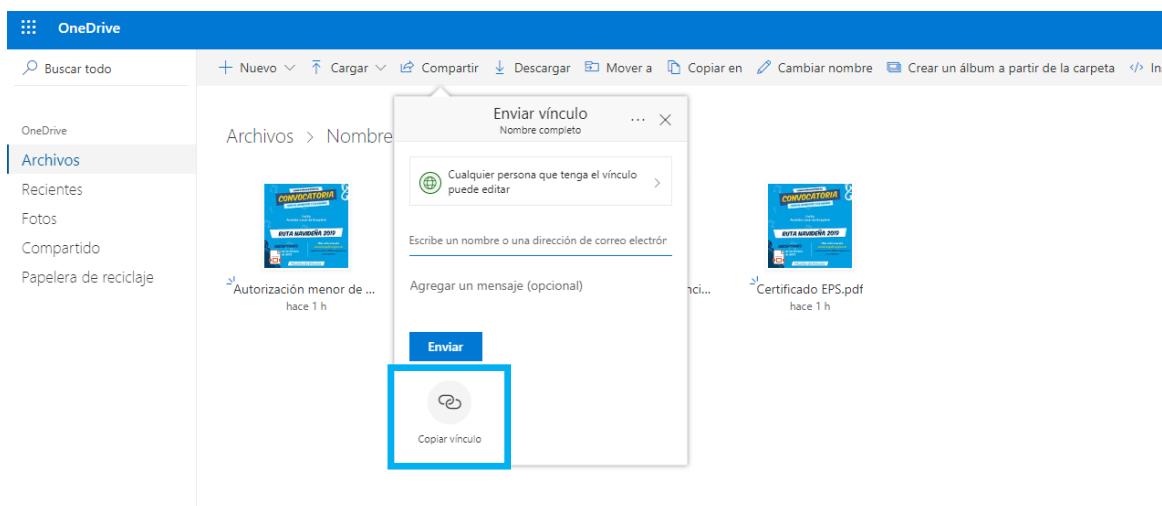 OneDrive
Buscar todo
Nuevo
Cargar
Compartir
Descargar
Mover a
Copiar en
Cambiar nombre
Crear un álbum a partir de la carpeta
In
OneDrive
Archivos
Recientes
Fotos
Compartido
Papelera de reciclaje
Archivos > Nombre
Enviar vínculo
Nombre completo
Cualquier persona que tenga el vínculo
puede editar
Escribe un nombre o una dirección de correo electrón
Agregar un mensaje (opcional)
Enviar
Copiar vínculo
CONVOCATORIA
RUTA NAVIDEÑA 2019
Autorización menor de ...
hace 1 h
nci...
CONVOCATORIA
RUTA NAVIDEÑA 2019
Certificado EPS.pdf
hace 1 h